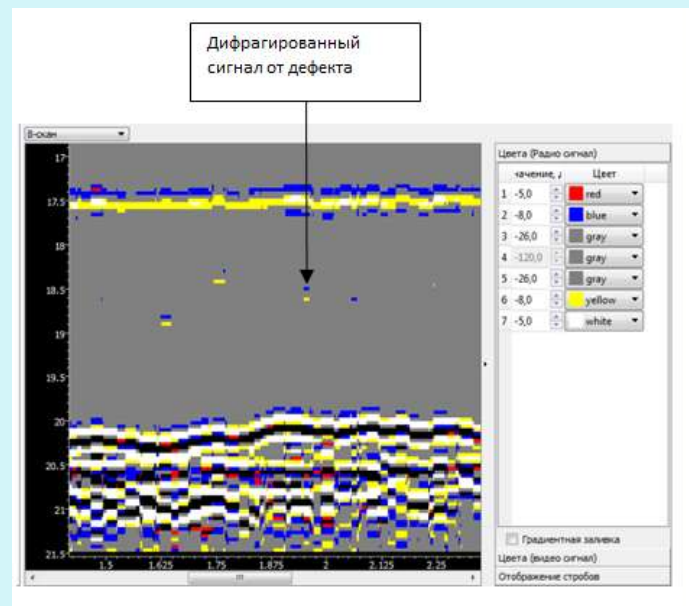 Дифрагированный
сигнал от дефекта
В-скан
17
17.5
18
18.5
19
19.5
20
20.5
21
21.5
1.5 1.625 1.75 1.875 2 2.125 2.25
Цвета (Радио сигнал)
начение, Цвет
1 -5,0 red
2 -8,0 blue
3 -26,0 gray
4 -120,0 gray
5 -26,0 gray
6 -8,0 yellow
7 -5,0 white
Градиентная заливка
Цвета (видео сигнал)
Отображение стробов